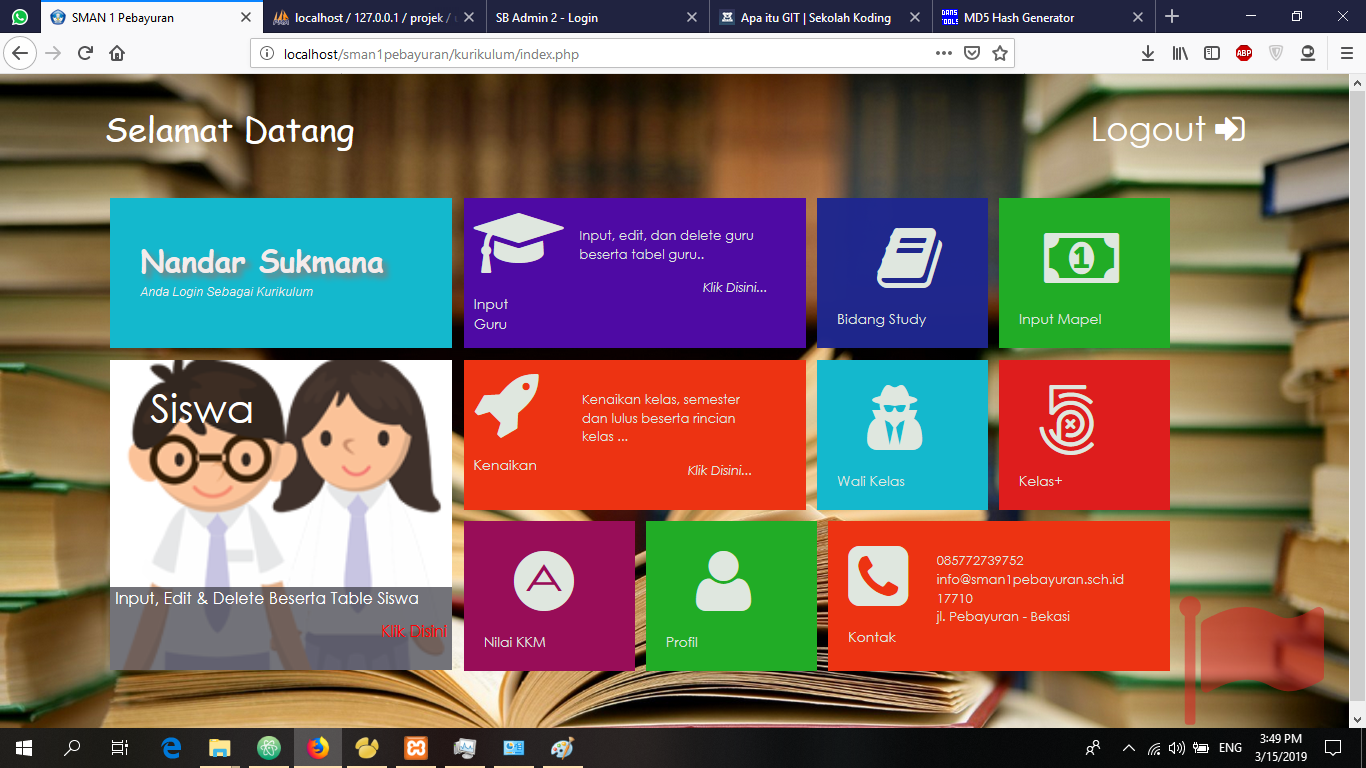 SMAN 1 Pebayuran
localhost / 127.0.0.1 / projek /
SB Admin 2 - Login
Apa itu GIT | Sekolah Koding
DANS TOOLS
MD5 Hash Generator
localhost/sman1pebayuran/kurikulum/index.php
ABP
Selamat Datang
Logout
Nandar Sukmana
Anda Login Sebagai Kurikulum
Input, edit, dan delete guru
beserta tabel guru..
Klik Disini...
Input
Guru
Bidang Study
1
Input Mapel
Siswa
Input, Edit & Delete Beserta Table Siswa
Klik Disini
Kenaikan kelas, semester
dan lulus beserta rincian
kelas ...
Klik Disini...
Kenaikan
Wali Kelas
Kelas+
A
Nilai KKM
Profil
085772739752
info@sman1pebayuran.sch.id
17710
jl. Pebayuran - Bekasi
Kontak
ENG
3:49 PM
3/15/2019